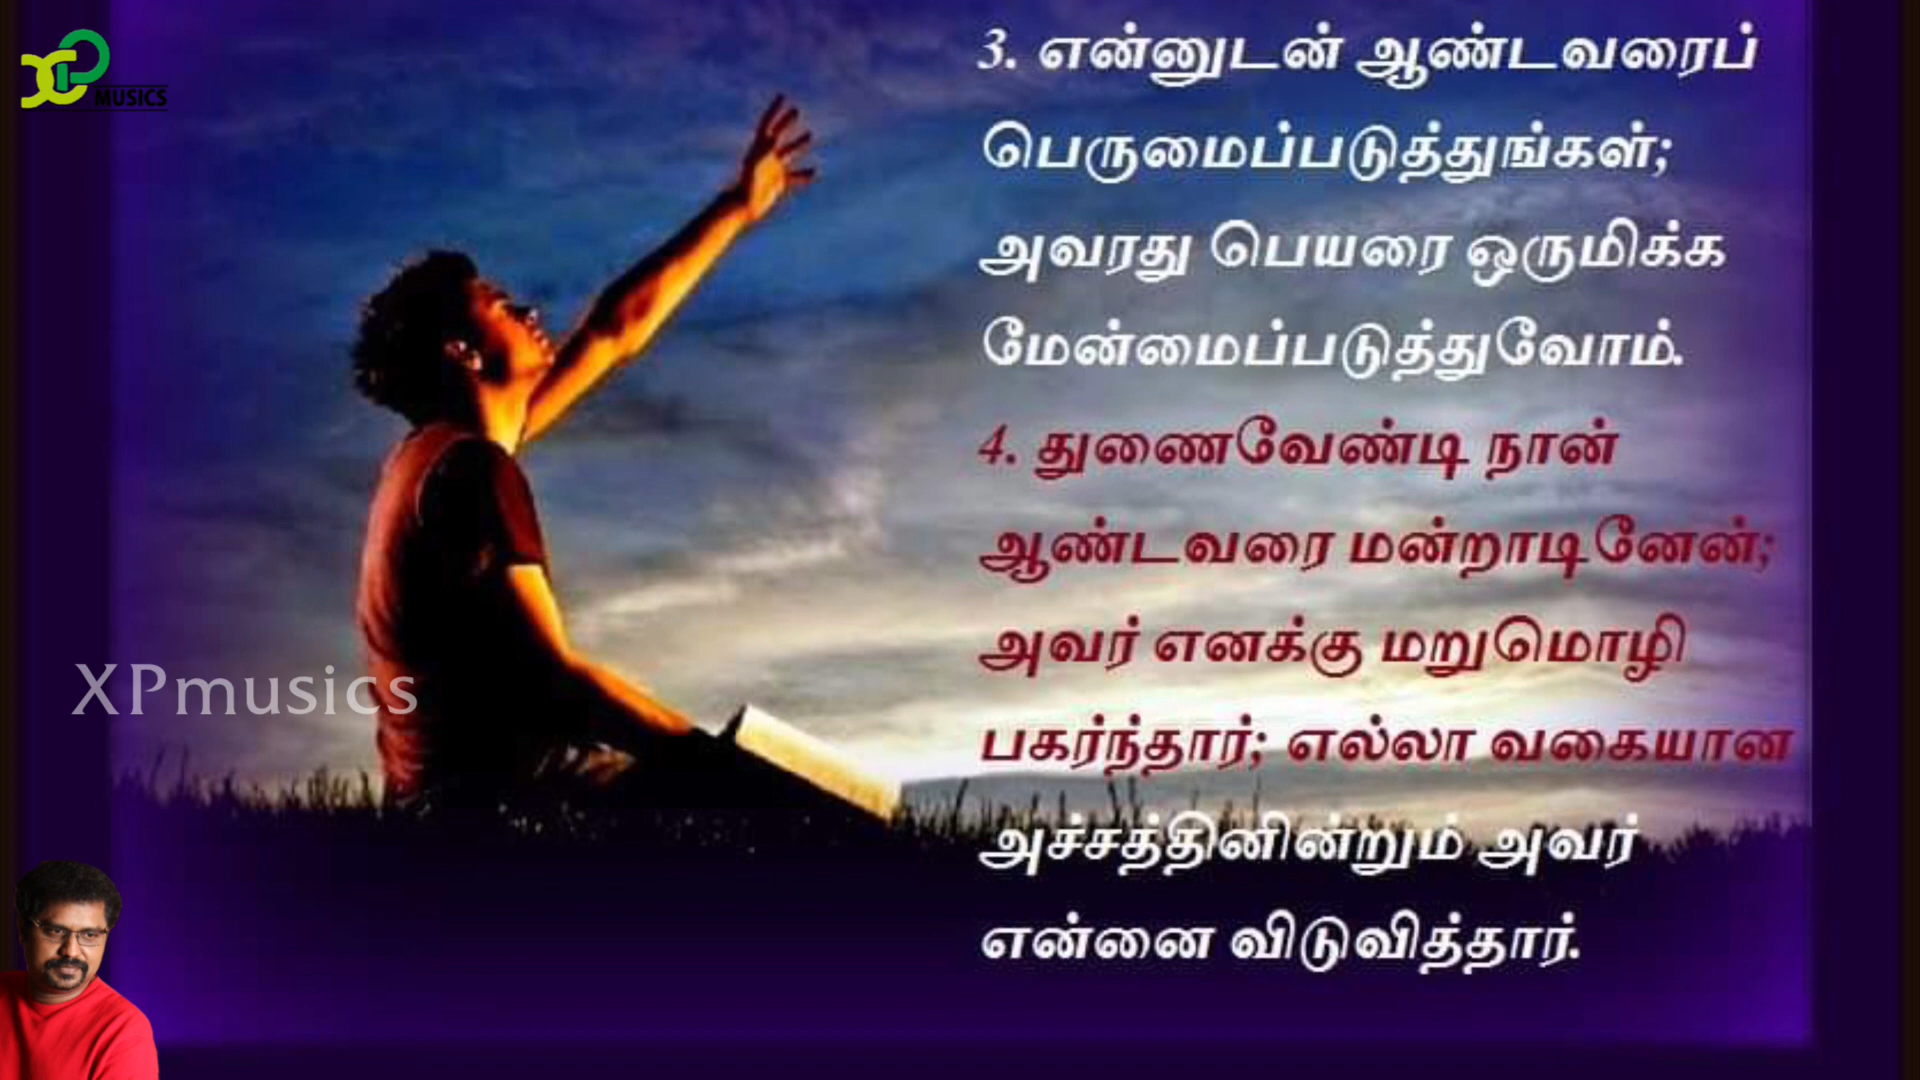 XP MUSICS
3. என்னுடன் ஆண்டவரைப்
பெருமைப்படுத்துங்கள்;
அவரது பெயரை ஒருமிக்க
மேன்மைப்படுத்துவோம்.
4. துணைவேண்டி நான்
ஆண்டவரை மன்றாடினேன்;
அவர் எனக்கு மறுமொழி
பகர்ந்தார்; எல்லா வகையான
அச்சத்தினின்றும் அவர்
என்னை விடுவித்தார்.
XPmusics